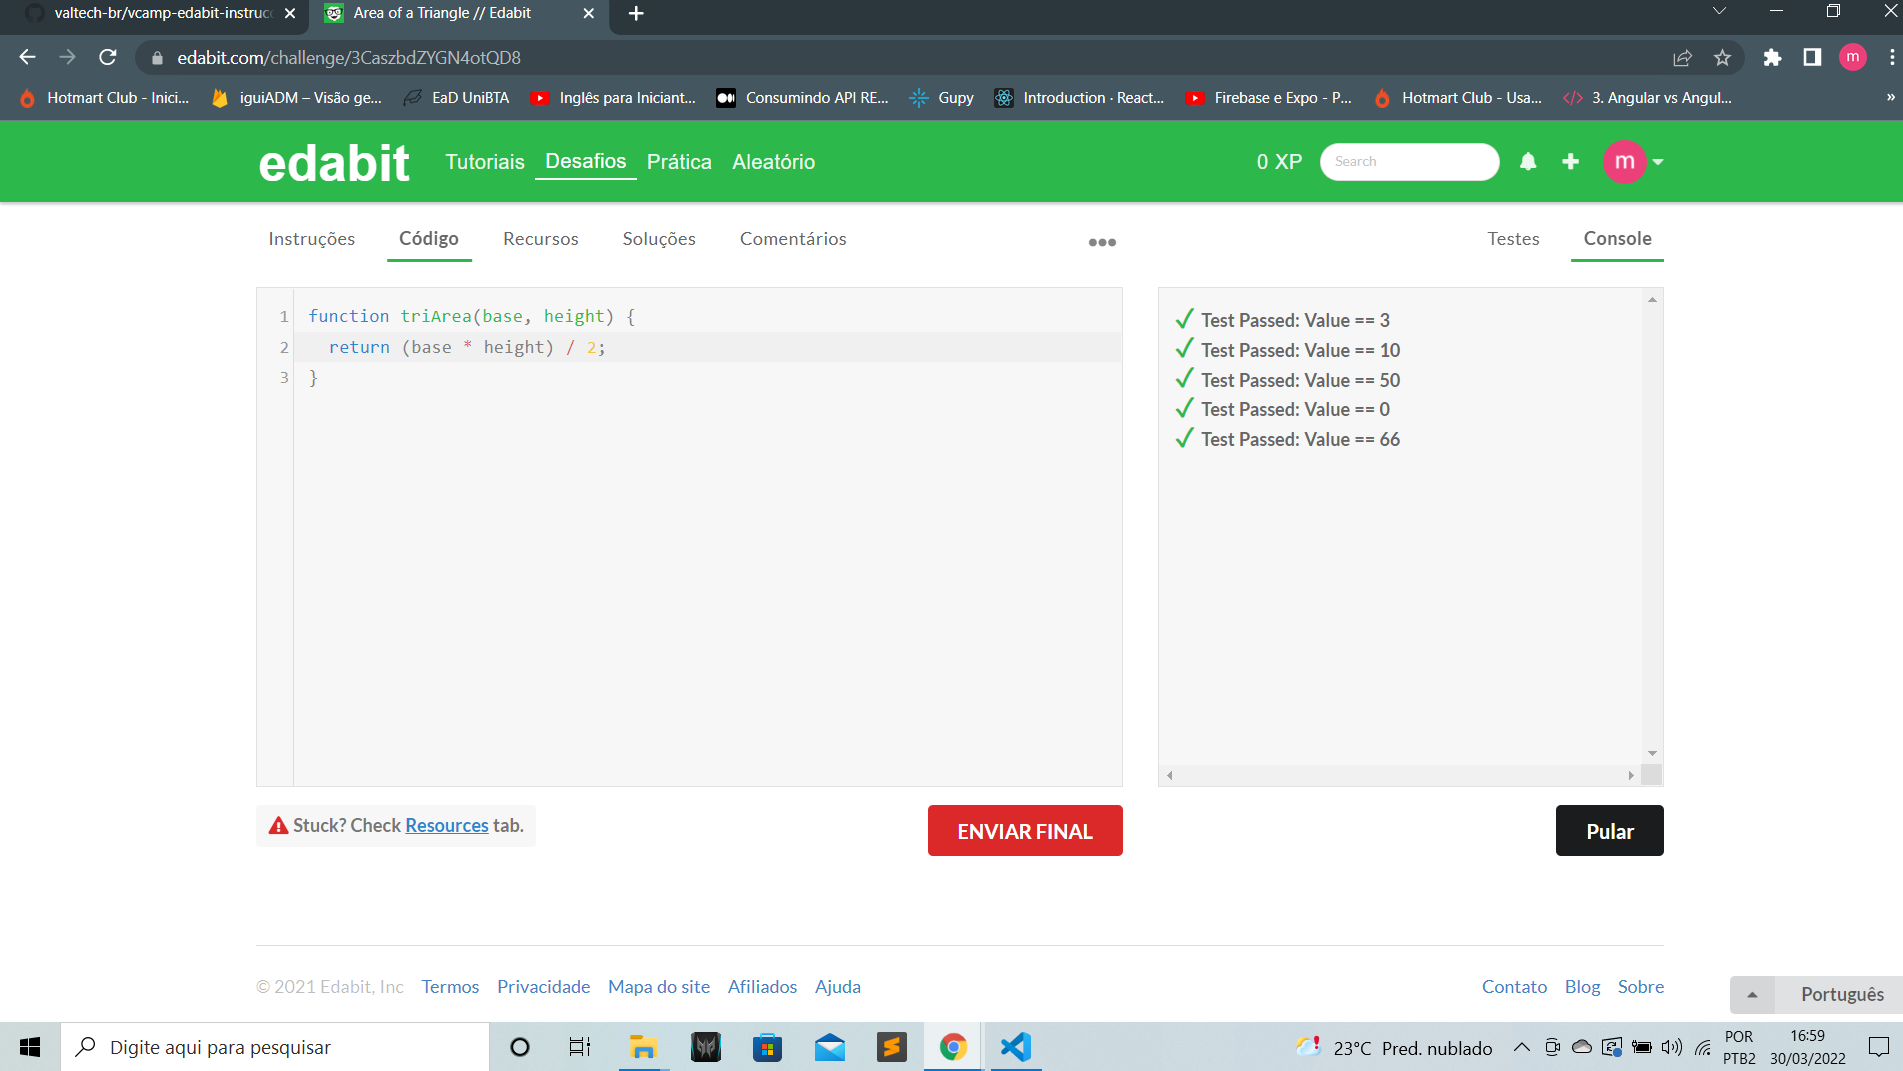 valtech-br/vcamp-edabit-instruc
Area of a Triangle // Edabit
edabit.com/challenge/3CaszbdZYGN4otQD8
m
Hotmart Club - Inici...
iguiADM – Visão ge...
EaD UniBTA
Inglês para Iniciant...
Consumindo API RE...
Gupy
Introduction · React...
Firebase e Expo - P...
Hotmart Club - Usa...
3. Angular vs Angul...
»
edabit
Tutoriais
Desafios
Prática
Aleatório
0 XP
Search
m
Instruções
Código
Recursos
Soluções
Comentários
Testes
Console
1 function triArea(base, height) {
2 return (base * height) / 2;
3 }
Test Passed: Value == 3
Test Passed: Value == 10
Test Passed: Value == 50
Test Passed: Value == 0
Test Passed: Value == 66
Stuck? Check Resources tab.
ENVIAR FINAL
Pular
© 2021 Edabit, Inc
Termos
Privacidade
Mapa do site
Afiliados
Ajuda
Contato
Blog
Sobre
Português
Digite aqui para pesquisar
23°C Pred. nublado
POR
PTB2
16:59
30/03/2022